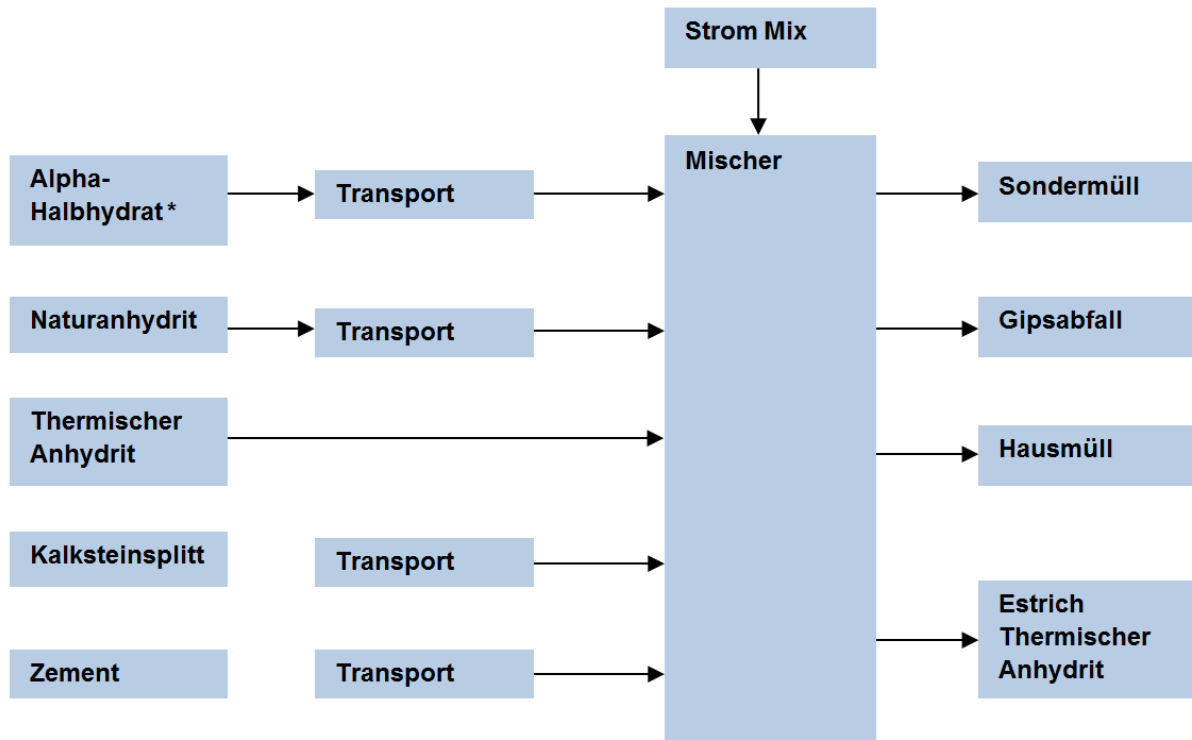 Strom Mix
Mischer
Alpha-
Halbhydrat *
Transport
Sondermüll
Naturanhydrit
Transport
Gipsabfall
Thermischer
Anhydrit
Hausmüll
Kalksteinsplitt
Transport
Estrich
Thermischer
Anhydrit
Zement
Transport